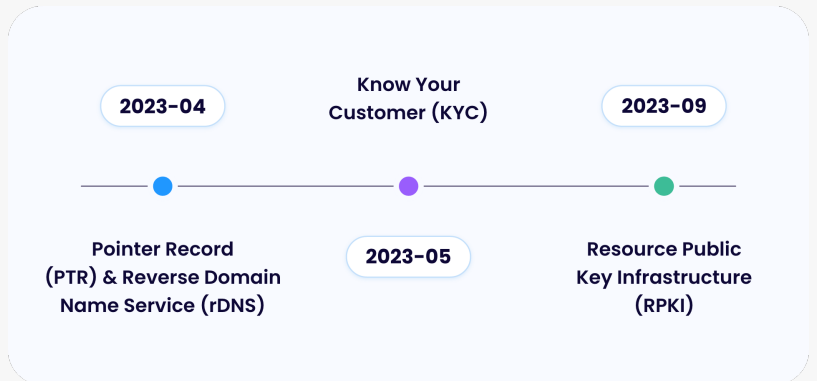 2023-04
Pointer Record
(PTR) & Reverse Domain
Name Service (rDNS)
Know Your
Customer (KYC)
2023-05
2023-09
Resource Public
Key Infrastructure
(RPKI)